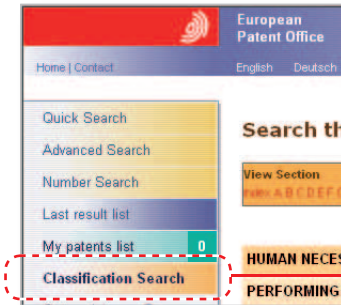 European
Patent Office
Home | Contact
English Deutsch
Quick Search
Advanced Search
Number Search
Last result list
My patents list 0
Classification Search
Search th
View Section
Index A B C D E F G
HUMAN NECES
PERFORMING